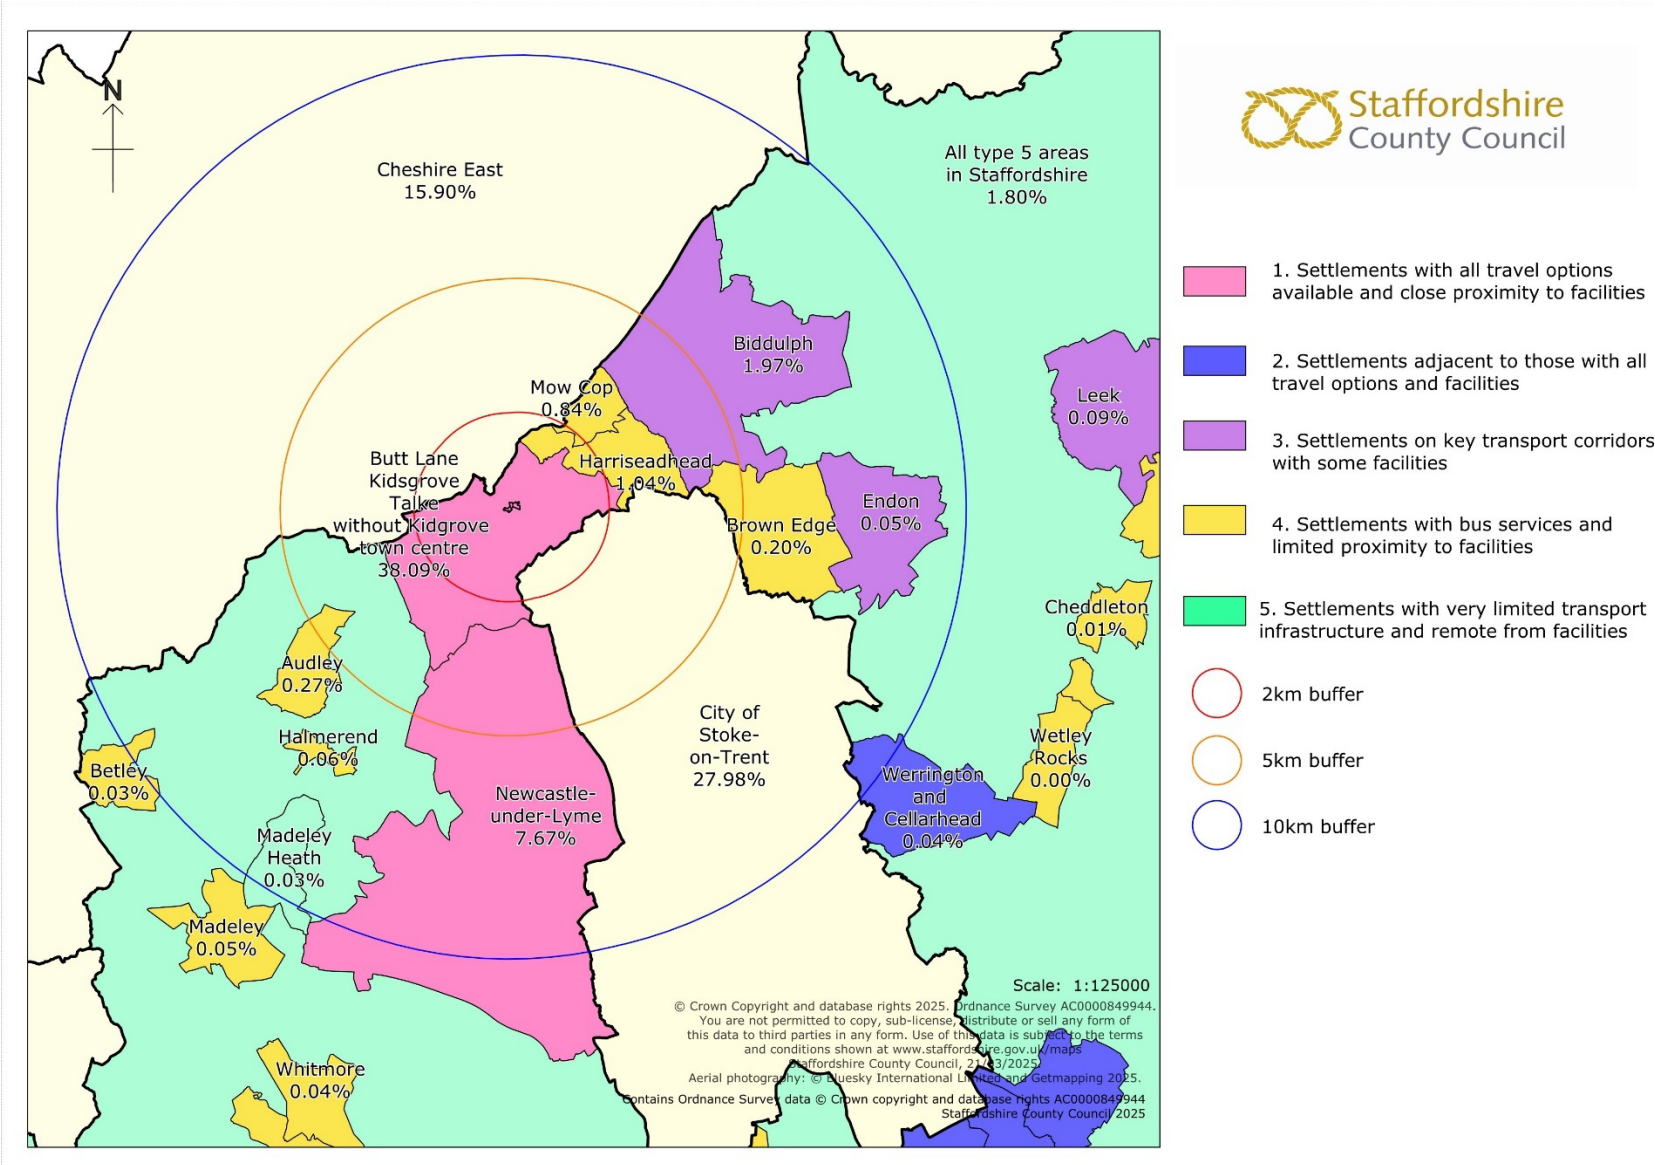 N
Cheshire East
15.90%
All type 5 areas
in Staffordshire
1.80%
Biddulph
1.97%
Mow Cop
0.84%
Leek
0.09%
Butt Lane
Kidsgrove
Talke
without Kidgrove
town centre
38.09%
Harriseadhead
1.04%
Brown Edge
0.20%
Endon
0.05%
Cheddleton
0.01%
Audley
0.27%
Halmerend
0.06%
Betley
0.03%
City of
Stoke-
on-Trent
27.98%
Wetley
Rocks
0.00%
Werrington
and
Cellarhead
0.04%
Newcastle-
under-Lyme
7.67%
Madeley
Heath
0.03%
Madeley
0.05%
Whitmore
0.04%
Scale: 1:125000
© Crown Copyright and database rights 2025. Ordnance Survey AC0000849944.
You are not permitted to copy, sub-license, distribute or sell any form of
this data to third parties in any form. Use of this data is subject to the terms
and conditions shown at www.staffordshire.gov.uk/maps
Staffordshire County Council, 21/03/2025.
Aerial photography: © Bluesky International Limited and Getmapping 2025.
Contains Ordnance Survey data © Crown copyright and database rights AC0000849944
Staffordshire County Council 2025
Staffordshire
County Council
1. Settlements with all travel options
available and close proximity to facilities
2. Settlements adjacent to those with all
travel options and facilities
3. Settlements on key transport corridors
with some facilities
4. Settlements with bus services and
limited proximity to facilities
5. Settlements with very limited transport
infrastructure and remote from facilities
2km buffer
5km buffer
10km buffer